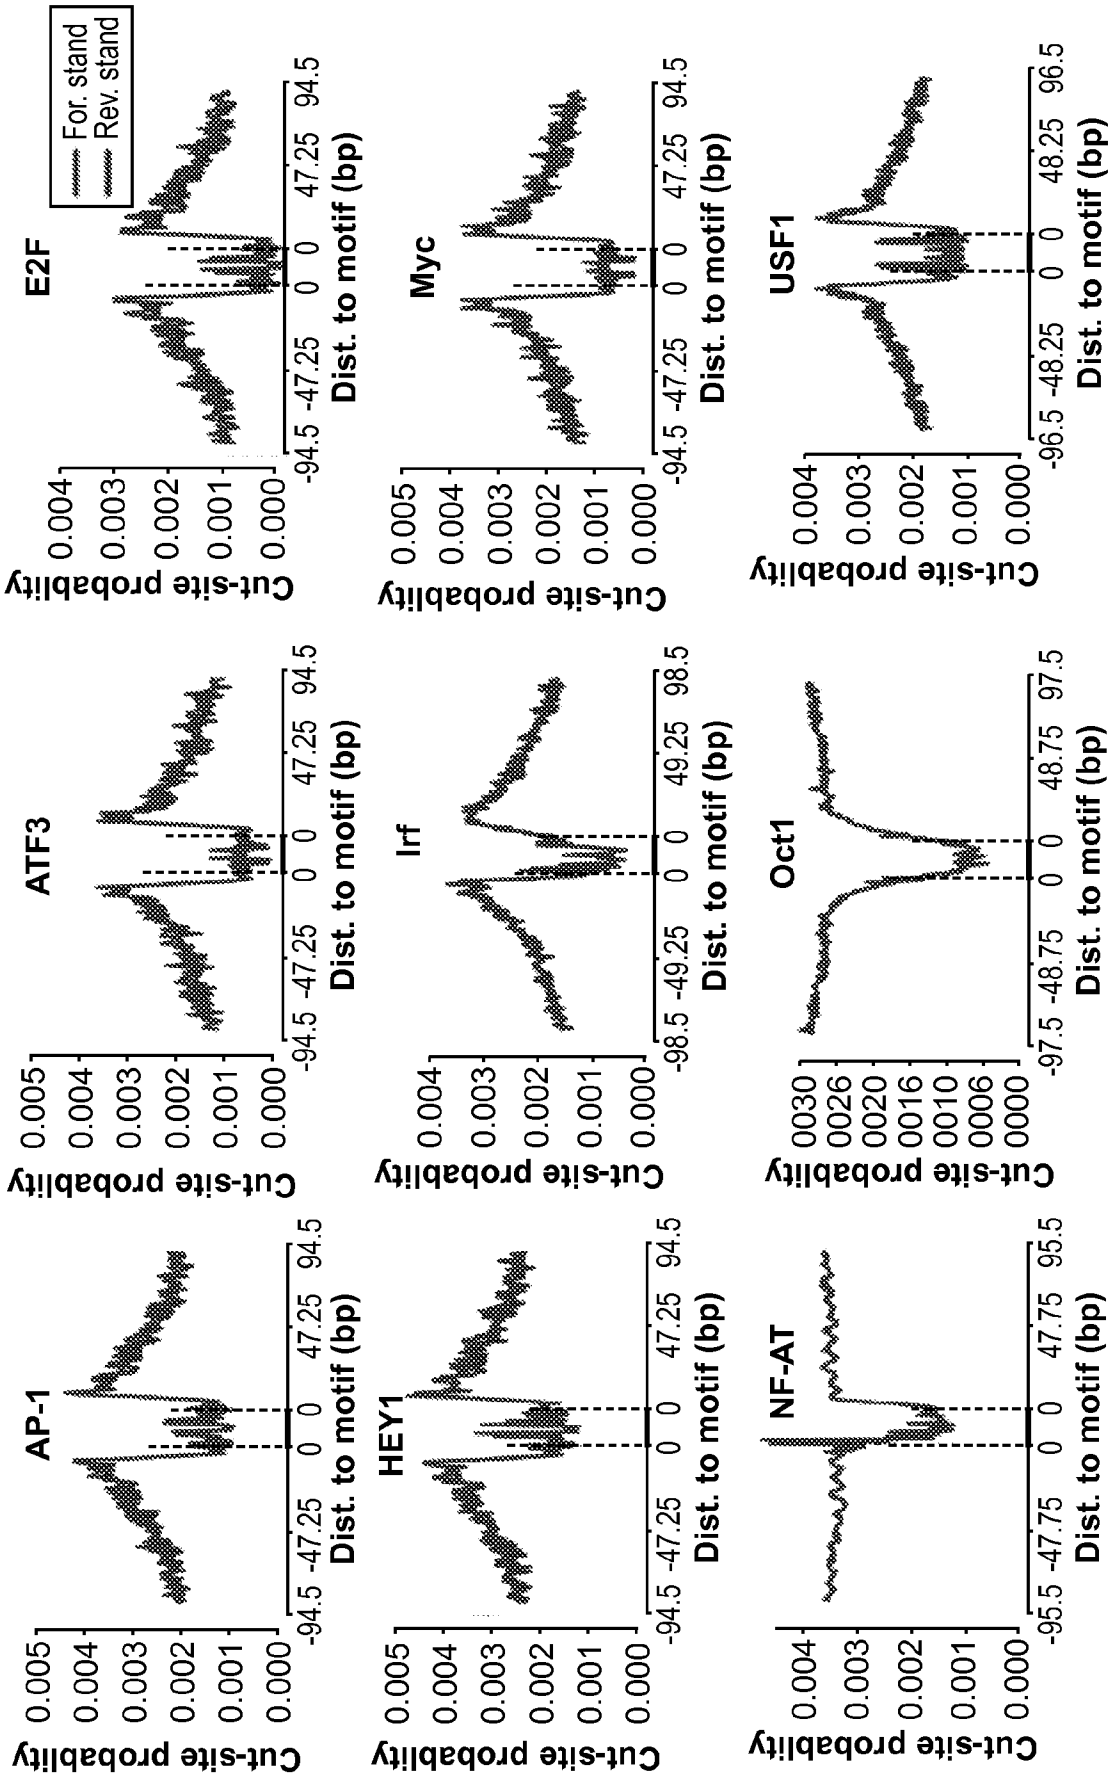 AP-1
Cut-site probablity
0.005
0.004
0.003
0.002
0.001
0.000
-94.5 -47.25 0 0 47.25 94.5
Dist. to motif (bp)
ATF3
Cut-site probablity
0.005
0.004
0.003
0.002
0.001
0.000
-94.5 -47.25 0 0 47.25 94.5
Dist. to motif (bp)
E2F
For. stand
Rev. stand
Cut-site probablity
0.004
0.003
0.002
0.001
0.000
-94.5 -47.25 0 0 47.25 94.5
Dist. to motif (bp)
HEY1
Cut-site probablity
0.005
0.004
0.003
0.002
0.001
0.000
-94.5 -47.25 0 0 47.25 94.5
Dist. to motif (bp)
Irf
Cut-site probablity
0.004
0.003
0.002
0.001
0.000
-98.5 -49.25 0 0 49.25 98.5
Dist. to motif (bp)
Myc
Cut-site probablity
0.005
0.004
0.003
0.002
0.001
0.000
-94.5 -47.25 0 0 47.25 94.5
Dist. to motif (bp)
NF-AT
Cut-site probablity
0.004
0.003
0.002
0.001
0.000
-95.5 -47.75 0 0 47.75 95.5
Dist. to motif (bp)
Oct1
Cut-site probablity
0030
0026
0020
0016
0010
0006
0000
-97.5 -48.75 0 0 48.75 97.5
Dist. to motif (bp)
USF1
Cut-site probablity
0.004
0.003
0.002
0.001
0.000
-96.5 -48.25 0 0 48.25 96.5
Dist. to motif (bp)